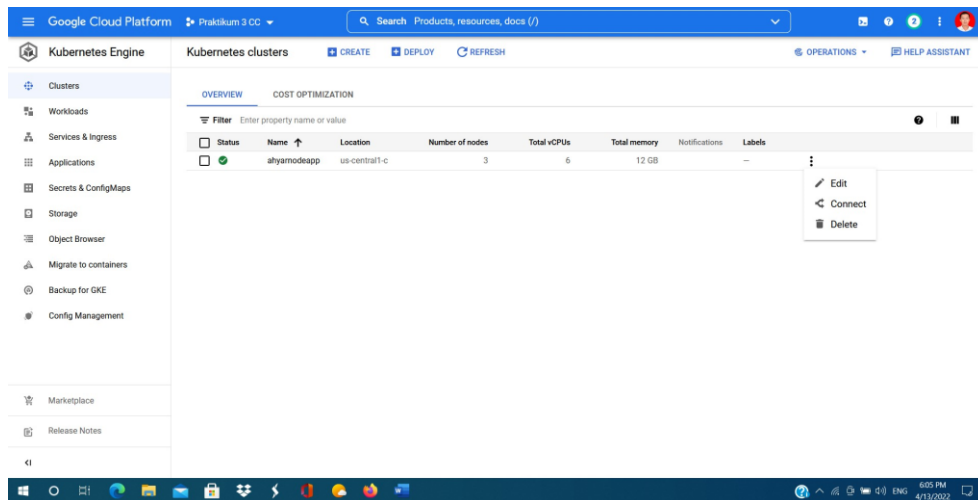 Google Cloud Platform Praktikum 3 CC Search Products, resources, docs (/) 2
Kubernetes Engine
Kubernetes clusters CREATE DEPLOY REFRESH OPERATIONS HELP ASSISTANT
Clusters
Workloads
Services & Ingress
Applications
Secrets & ConfigMaps
Storage
Object Browser
Migrate to containers
Backup for GKE
Config Management
Marketplace
Release Notes
OVERVIEW COST OPTIMIZATION
Filter Enter property name or value
Status Name Location Number of nodes Total vCPUs Total memory Notifications Labels
ahyarnodeapp us-central1-c 3 6 12 GB —
Edit
Connect
Delete
ENG 6:05 PM
4/13/2022